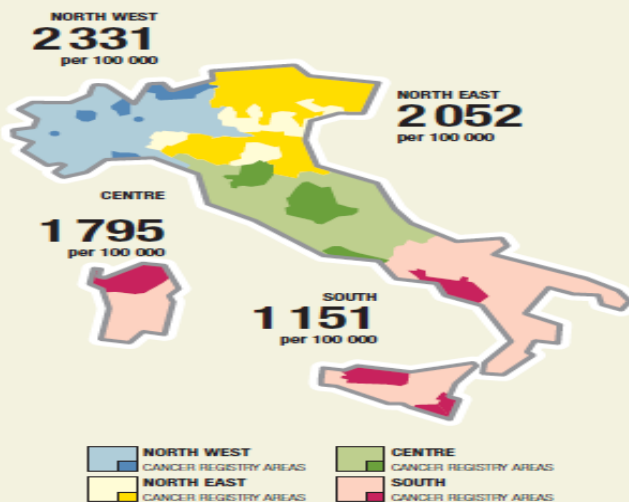 NORTH WEST
2 331
per 100 000
NORTH EAST
2 052
per 100 000
CENTRE
1 795
per 100 000
SOUTH
1 151
per 100 000
NORTH WEST
CANCER REGISTRY AREAS
NORTH EAST
CANCER REGISTRY AREAS
CENTRE
CANCER REGISTRY AREAS
SOUTH
CANCER REGISTRY AREAS